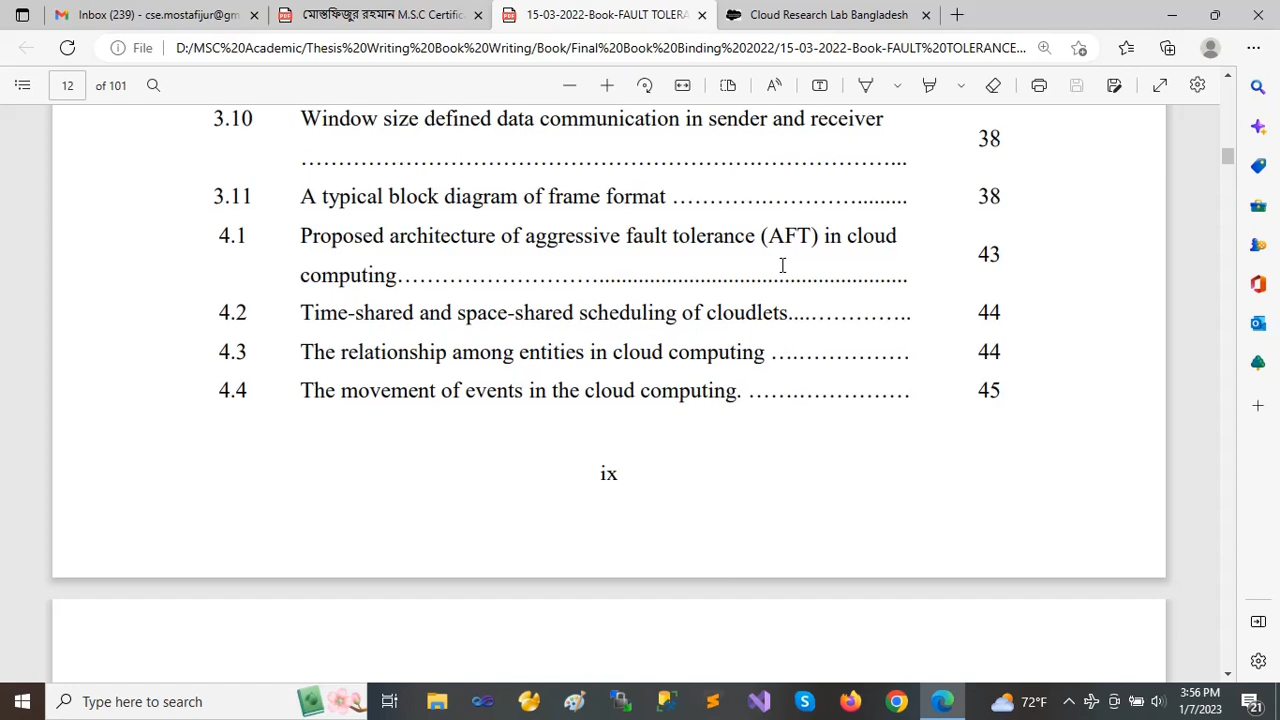 Inbox (239) - cse.mostafijur@gm
মোস্তফিজুর রহমান M.S.C Certific
15-03-2022-Book-FAULT TOLERA
Cloud Research Lab Bangladesh
File
D:/MSC%20Academic/Thesis%20Writing%20Book%20Writing/Book/Final%20Book%20Binding%202022/15-03-2022-Book-FAULT%20TOLERANCE...
12 of 101
3.10 Window size defined data communication in sender and receiver
……………………………………………………….……………... 38
3.11 A typical block diagram of frame format ………….…………......... 38
4.1 Proposed architecture of aggressive fault tolerance (AFT) in cloud
computing………………………................................................. 43
4.2 Time-shared and space-shared scheduling of cloudlets....………….. 44
4.3 The relationship among entities in cloud computing ….…………… 44
4.4 The movement of events in the cloud computing. …….…………… 45
ix
Type here to search
72°F
3:56 PM
1/7/2023
21